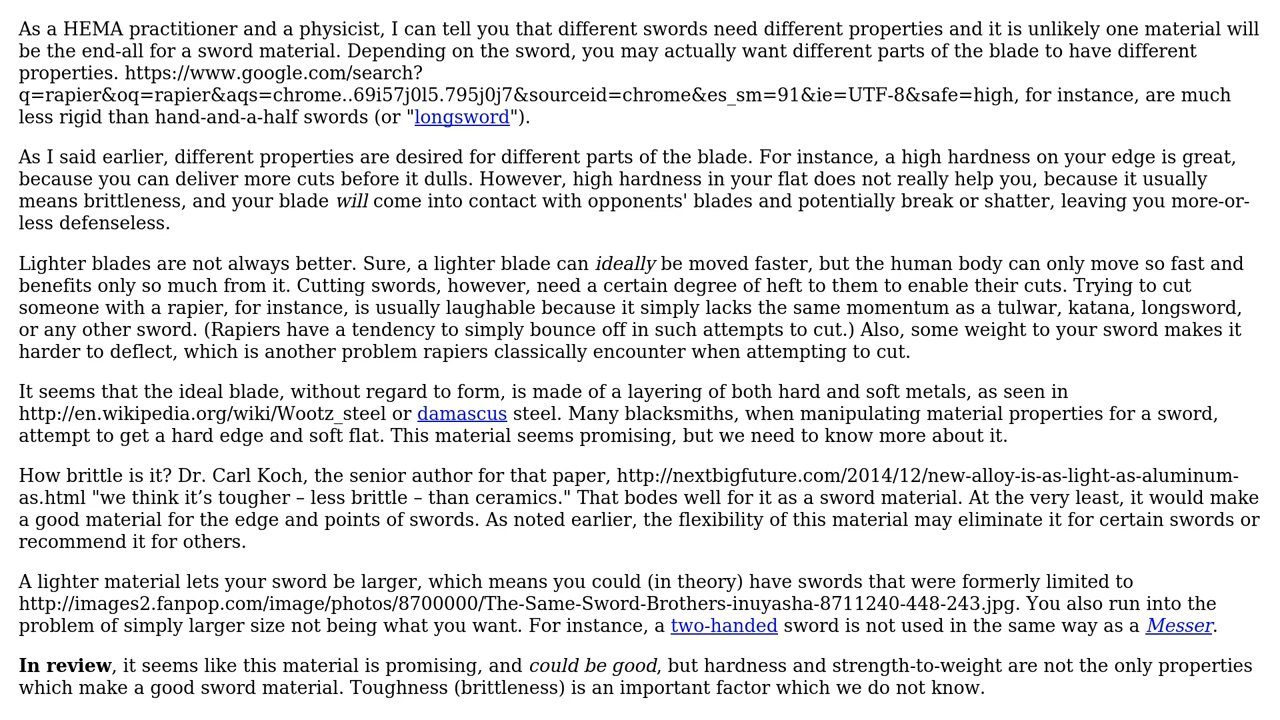 As a HEMA practitioner and a physicist, I can tell you that different swords need different properties and it is unlikely one material will
be the end-all for a sword material. Depending on the sword, you may actually want different parts of the blade to have different
properties. https://www.google.com/search?
q=rapier&oq=rapier&aqs=chrome..69i57j0l5.795j0j7&sourceid=chrome&es_sm=91&ie=UTF-8&safe=high, for instance, are much
less rigid than hand-and-a-half swords (or "longsword").
As I said earlier, different properties are desired for different parts of the blade. For instance, a high hardness on your edge is great,
because you can deliver more cuts before it dulls. However, high hardness in your flat does not really help you, because it usually
means brittleness, and your blade will come into contact with opponents' blades and potentially break or shatter, leaving you more-or-
less defenseless.
Lighter blades are not always better. Sure, a lighter blade can ideally be moved faster, but the human body can only move so fast and
benefits only so much from it. Cutting swords, however, need a certain degree of heft to them to enable their cuts. Trying to cut
someone with a rapier, for instance, is usually laughable because it simply lacks the same momentum as a tulwar, katana, longsword,
or any other sword. (Rapiers have a tendency to simply bounce off in such attempts to cut.) Also, some weight to your sword makes it
harder to deflect, which is another problem rapiers classically encounter when attempting to cut.
It seems that the ideal blade, without regard to form, is made of a layering of both hard and soft metals, as seen in
http://en.wikipedia.org/wiki/Wootz_steel or damascus steel. Many blacksmiths, when manipulating material properties for a sword,
attempt to get a hard edge and soft flat. This material seems promising, but we need to know more about it.
How brittle is it? Dr. Carl Koch, the senior author for that paper, http://nextbigfuture.com/2014/12/new-alloy-is-as-light-as-aluminum-
as.html "we think it’s tougher – less brittle – than ceramics." That bodes well for it as a sword material. At the very least, it would make
a good material for the edge and points of swords. As noted earlier, the flexibility of this material may eliminate it for certain swords or
recommend it for others.
A lighter material lets your sword be larger, which means you could (in theory) have swords that were formerly limited to
http://images2.fanpop.com/image/photos/8700000/The-Same-Sword-Brothers-inuyasha-8711240-448-243.jpg. You also run into the
problem of simply larger size not being what you want. For instance, a two-handed sword is not used in the same way as a Messer.
In review, it seems like this material is promising, and could be good, but hardness and strength-to-weight are not the only properties
which make a good sword material. Toughness (brittleness) is an important factor which we do not know.